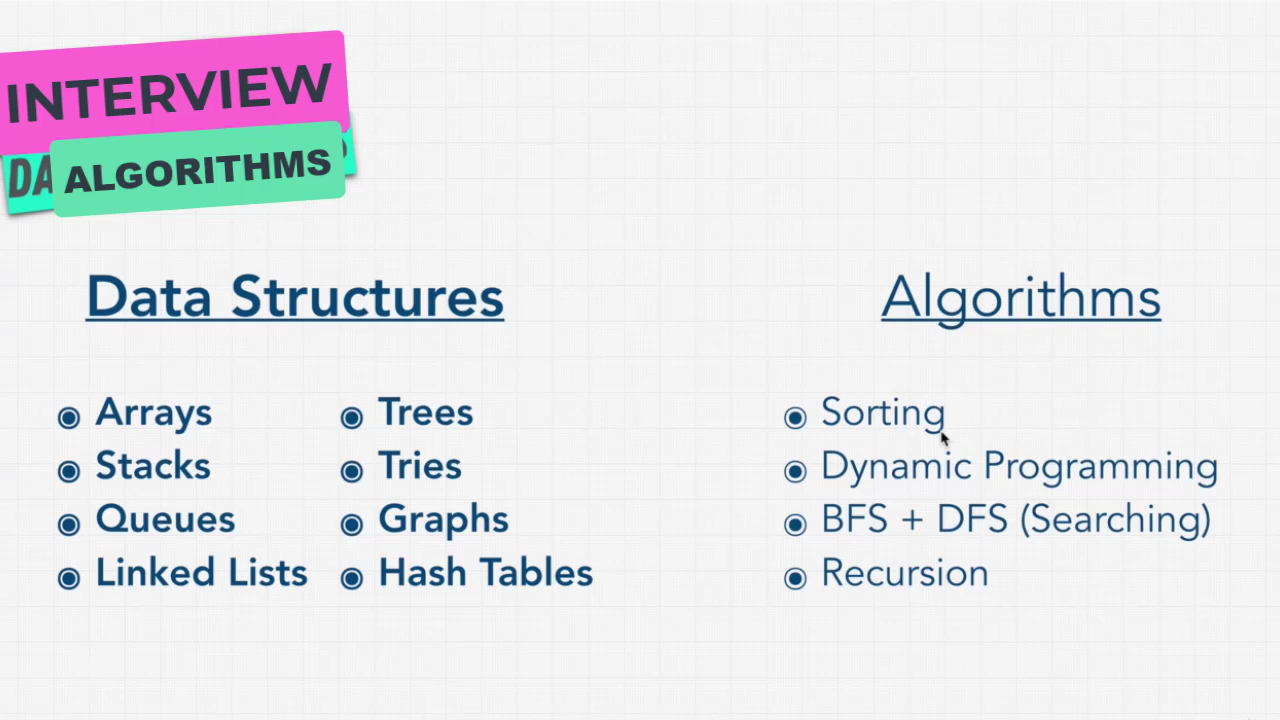 INTERVIEW
ALGORITHMS
Data Structures
Arrays
Stacks
Queues
Linked Lists
Trees
Tries
Graphs
Hash Tables
Algorithms
Sorting
Dynamic Programming
BFS + DFS (Searching)
Recursion